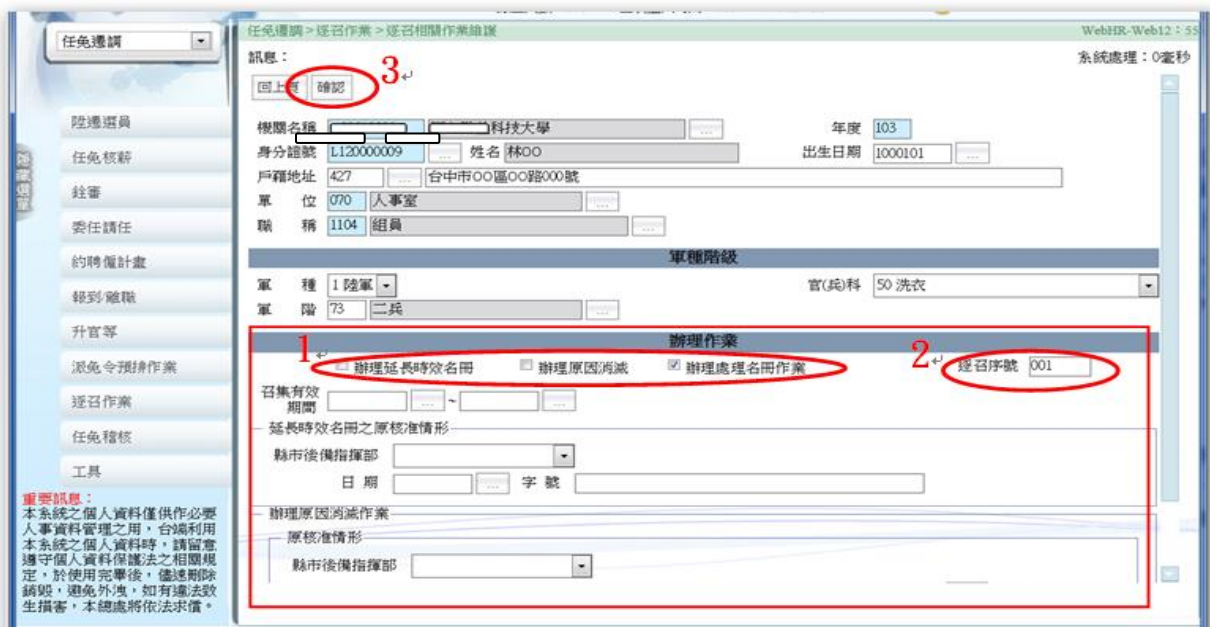 任免遷調>逐召作業>逐召相關作業維護 WebHR-Web12：55
任免遷調
訊息： 系統處理：0毫秒
3
回上頁 確認
陞遷選員
任免核薪
銓審
委任請任
約聘僱計畫
報到/離職
升官等
派免令預擬作業
逐召作業
任免稽核
工具
重要訊息：
本系統之個人資料僅供作必要
人事資料管理之用，台端利用
本系統之個人資料時，請留意
遵守個人資料保護法之相關規
定，於使用完畢後，儘速刪除
銷毀，避免外洩，如有違法致
生損害，本總處將依法求償。
機關名稱 科技大學 ... 年度 103
身分證號 L120000009 ... 姓名 林OO 出生日期 1000101 ...
戶籍地址 427 ... 台中市OO區OO路000號
單 位 070 人事室 ...
職 稱 1104 組員 ...
軍種階級
軍 種 1 陸軍 官(兵)科 50 洗衣
軍 階 73 二兵 ...
辦理作業
1 辦理延長時效名冊 辦理原因消滅 辦理處理名冊作業 2 逐召序號 001
召集有效
期間 ... ~ ...
延長時效名冊之原核准情形
縣市後備指揮部
日 期 ... 字 號
辦理原因消滅作業
原核准情形
縣市後備指揮部